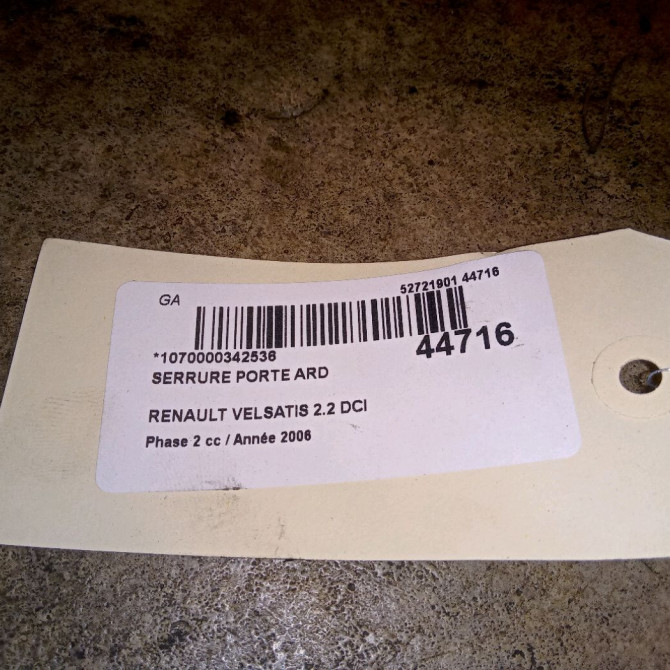 GA
52721901 44716
*1070000342536
44716
SERRURE PORTE ARD
RENAULT VELSATIS 2.2 DCI
Phase 2 cc / Année 2006